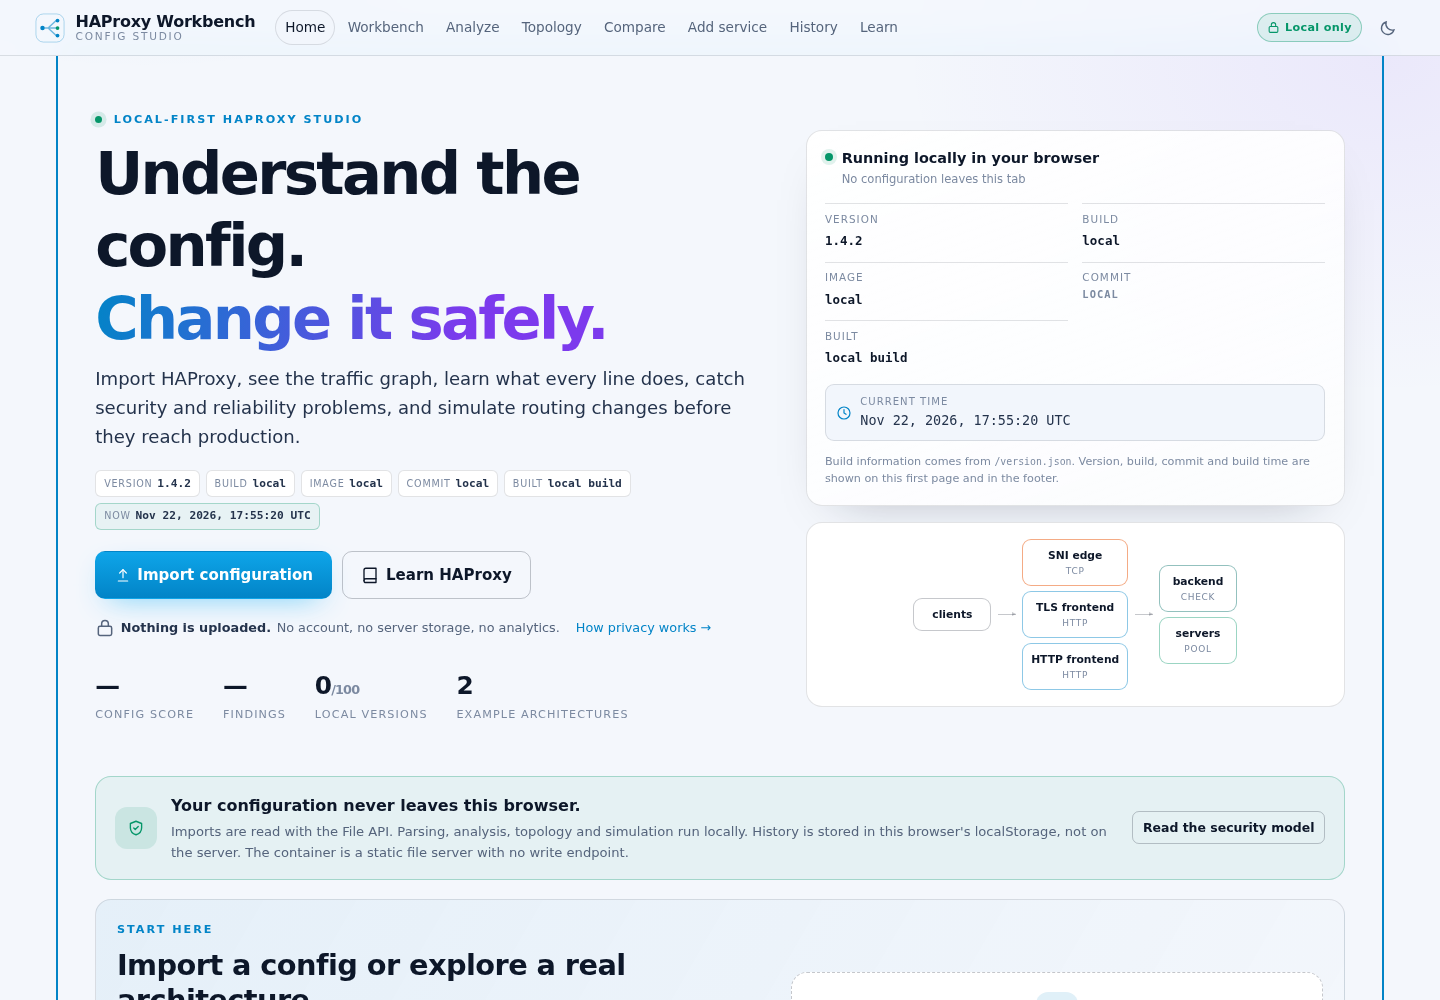 HAProxy Workbench
CONFIG STUDIO
Home
Workbench
Analyze
Topology
Compare
Add service
History
Learn
Local only
LOCAL-FIRST HAPROXY STUDIO
Understand the
config.
Change it safely.
Import HAProxy, see the traffic graph, learn what every line does, catch
security and reliability problems, and simulate routing changes before
they reach production.
VERSION 1.4.2
BUILD local
IMAGE local
COMMIT local
BUILT local build
NOW Nov 22, 2026, 17:55:20 UTC
Import configuration
Learn HAProxy
Nothing is uploaded. No account, no server storage, no analytics. How privacy works →
—
CONFIG SCORE
—
FINDINGS
0/100
LOCAL VERSIONS
2
EXAMPLE ARCHITECTURES
Running locally in your browser
No configuration leaves this tab
VERSION
1.4.2
BUILD
local
IMAGE
local
COMMIT
LOCAL
BUILT
local build
CURRENT TIME
Nov 22, 2026, 17:55:20 UTC
Build information comes from /version.json. Version, build, commit and build time are
shown on this first page and in the footer.
clients
SNI edge
TCP
TLS frontend
HTTP
HTTP frontend
HTTP
backend
CHECK
servers
POOL
Your configuration never leaves this browser.
Imports are read with the File API. Parsing, analysis, topology and simulation run locally. History is stored in this browser's localStorage, not on
the server. The container is a static file server with no write endpoint.
Read the security model
START HERE
Import a config or explore a real
architecture